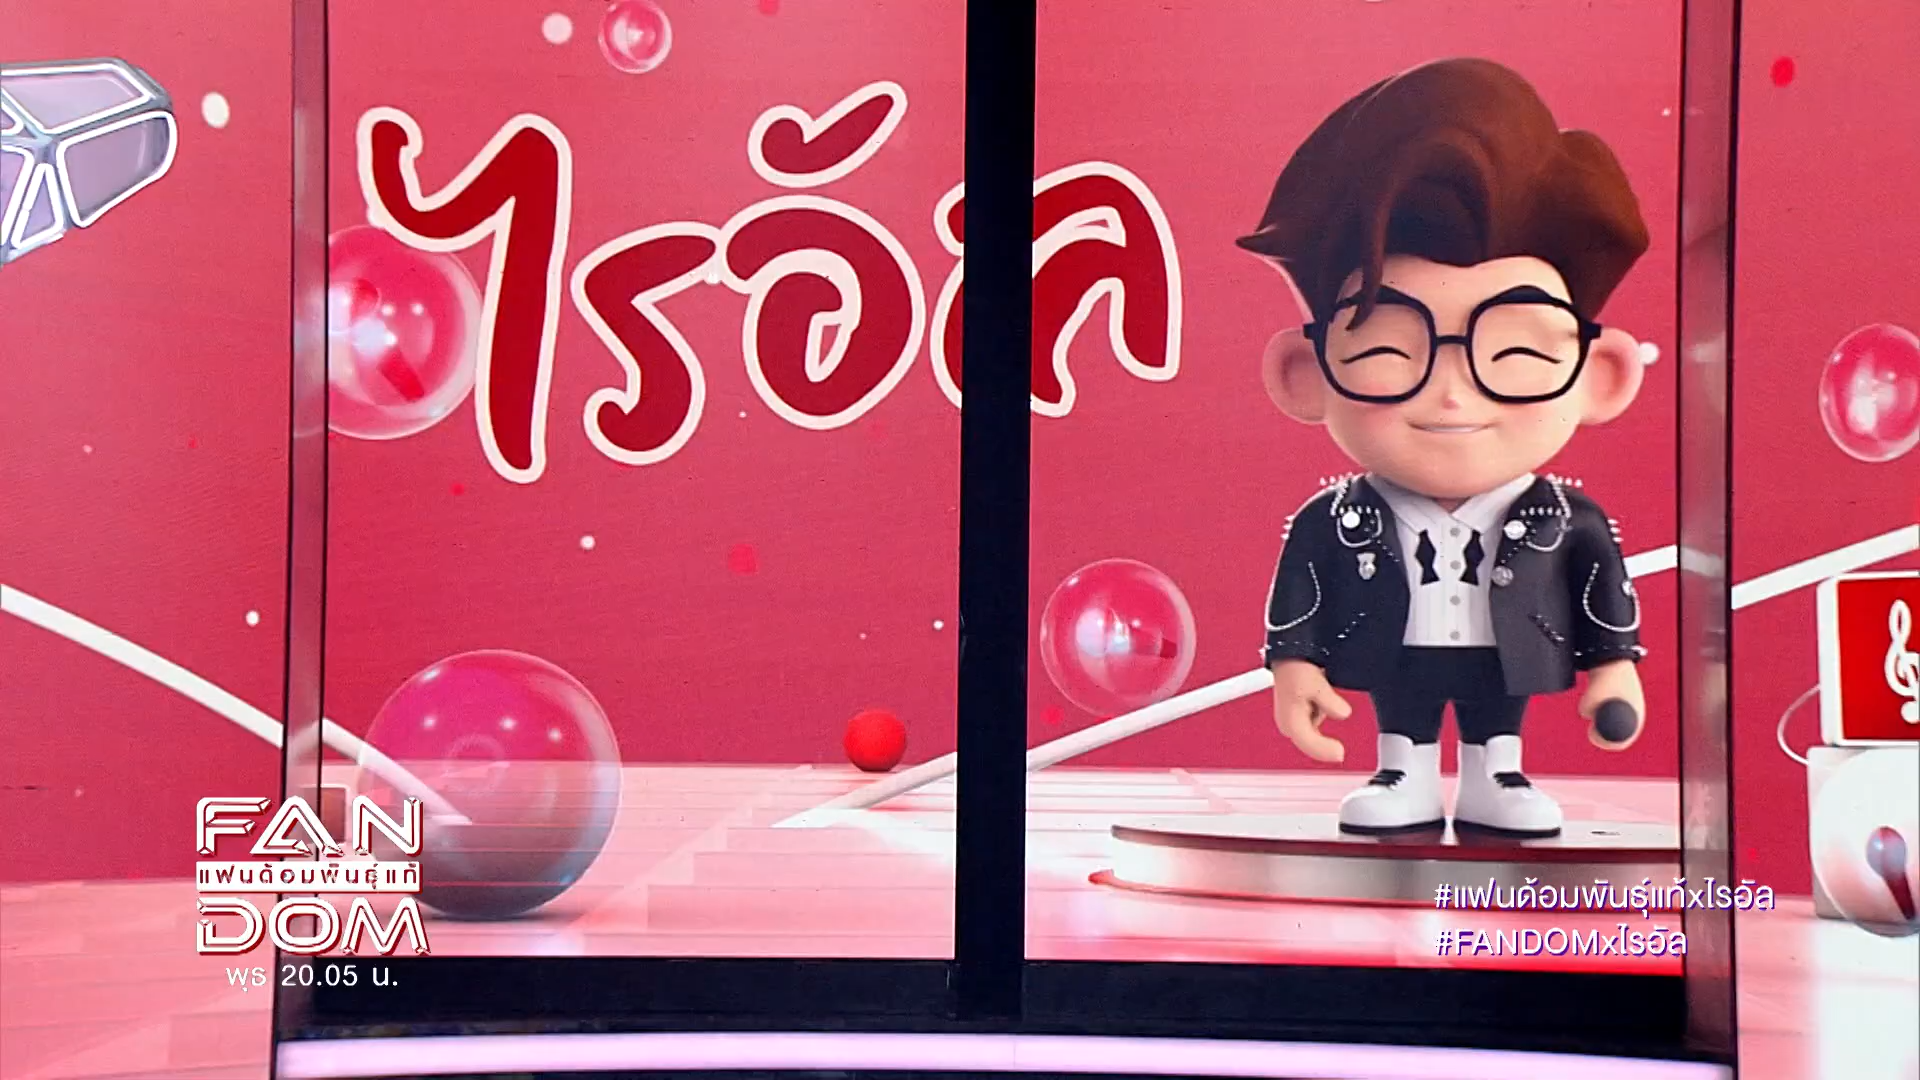 ไรอัล
FAN
แฟนด้อมพันธุ์แท้
DOM
พุธ 20.05 น.
#แฟนด้อมพันธุ์แท้xไรอัล
#FANDOMxไรอัล